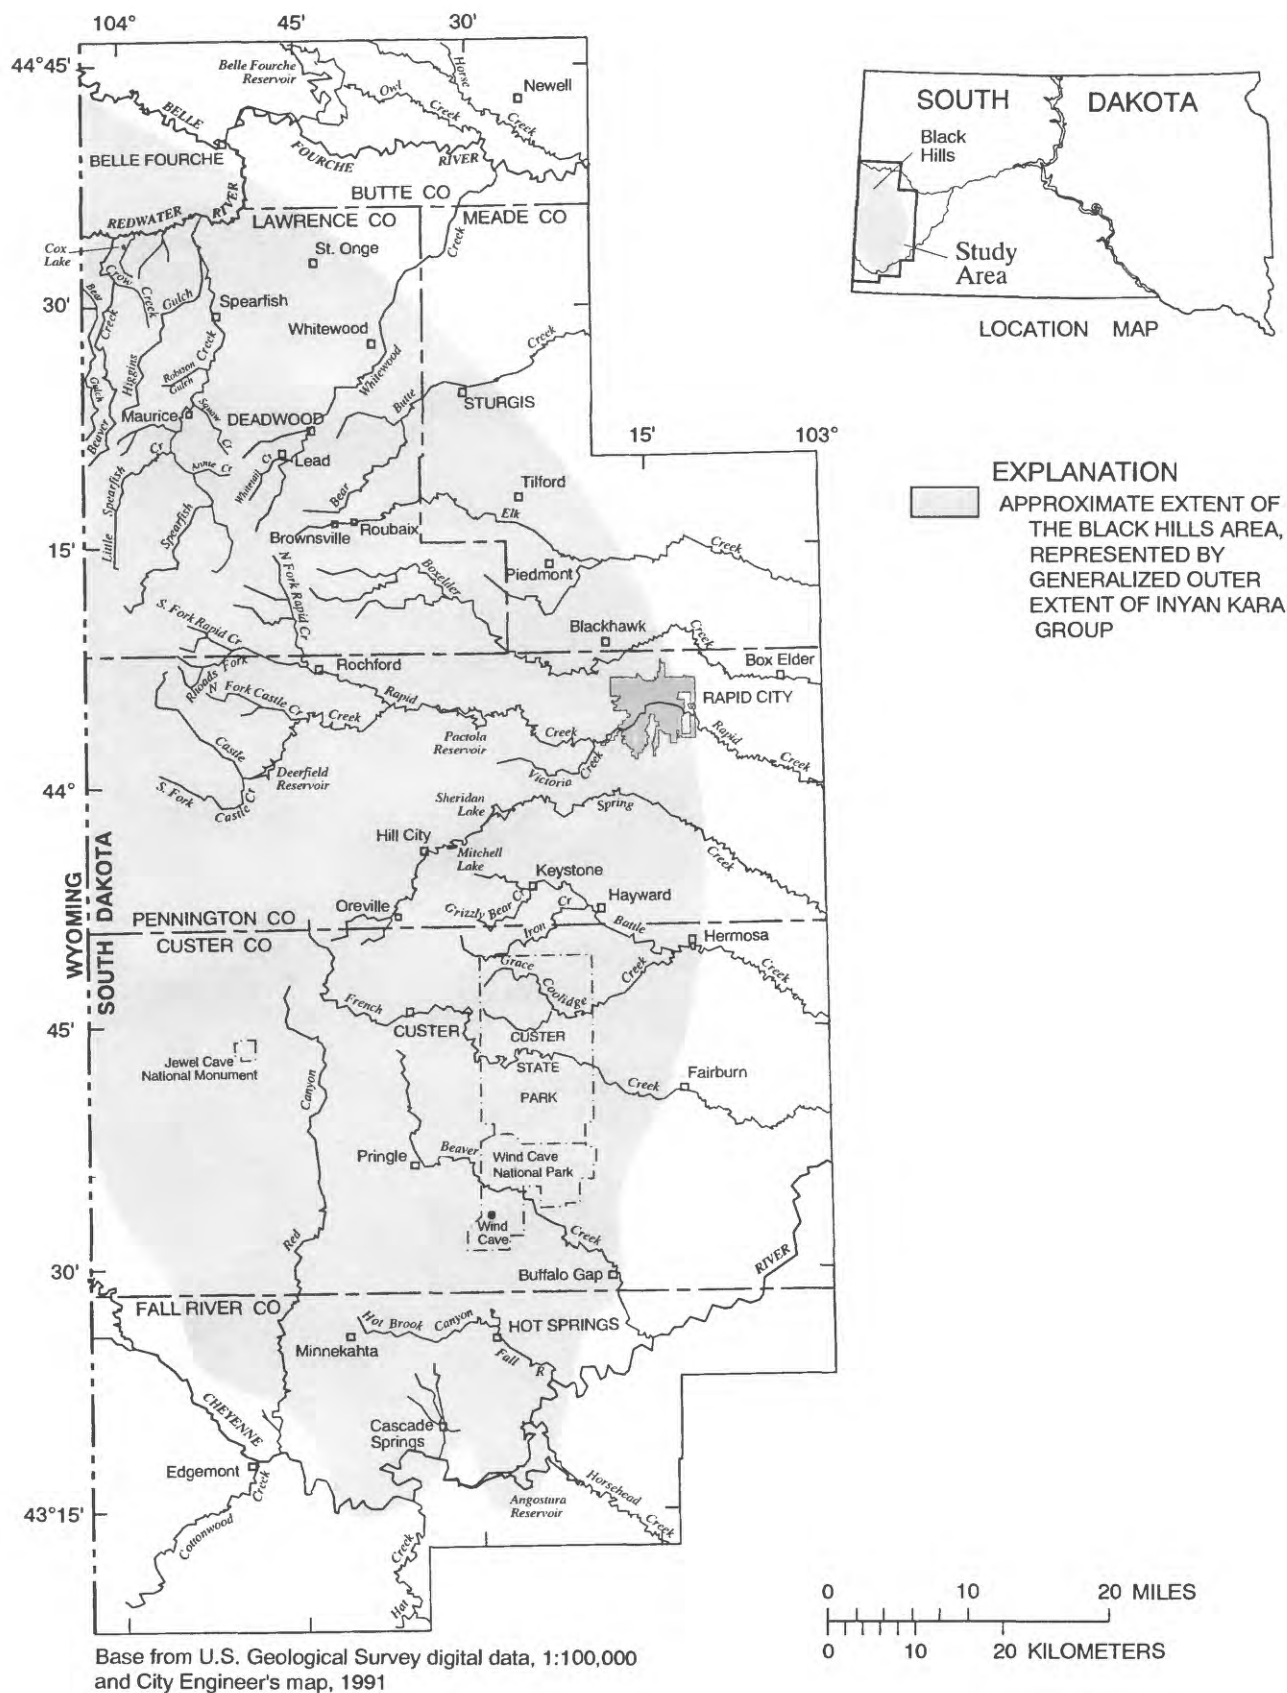 104°
45'
30'
44°45'
Belle Fourche
Reservoir
Owl
Creek
Horse
Creek
Newell
BELLE
BELLE FOURCHE
FOURCHE
RIVER
BUTTE CO
REDWATER
RIVER
LAWRENCE CO
MEADE CO
Cox
Lake
St. Onge
Creek
Bear
Crow
Creek
Gulch
Spearfish
30'
Creek
Whitewood
Whitewood
Creek
Higgins
Robison
Gulch
Creek
Gulch
Butte
STURGIS
Maurice
Squaw
Cr
DEADWOOD
Beaver
Cr
Annie Cr
Whitetail Cr
Lead
15'
103°
Little
Spearfish
Spearfish
Bear
Tilford
Elk
Brownsville
Roubaix
Creek
15'
N Fork Rapid Cr
Boxelder
Piedmont
S. Fork Rapid Cr
Blackhawk
Creek
Rhoads Fork
Rochford
Box Elder
N
Fork Castle Cr
Creek
Rapid
RAPID CITY
Pactola
Reservoir
Creek
Rapid
Creek
Castle
Deerfield
Reservoir
Victoria
Creek
S. Fork
Castle Cr
44°
Sheridan
Lake
Spring
Creek
Hill City
Mitchell
Lake
Keystone
Hayward
Oreville
Grizzly Bear
Cr
Iron
Cr
Battle
Hermosa
WYOMING
SOUTH DAKOTA
PENNINGTON CO
CUSTER CO
Grace
Coolidge
Creek
Creek
French
CUSTER
CUSTER
45'
STATE
PARK
Jewel Cave
National Monument
Canyon
Creek
Fairburn
Pringle
Beaver
Wind Cave
National Park
Red
Wind
Cave
Creek
30'
Buffalo Gap
RIVER
FALL RIVER CO
Hot Brook
Canyon
HOT SPRINGS
Minnekahta
Fall
R
CHEYENNE
Cascade
Springs
Edgemont
Creek
Cottonwood
Angostura
Reservoir
Horsehead
Creek
43°15'
Creek
Hat
Base from U.S. Geological Survey digital data, 1:100,000
and City Engineer's map, 1991
SOUTH DAKOTA
Black
Hills
Study
Area
LOCATION MAP
EXPLANATION
APPROXIMATE EXTENT OF
THE BLACK HILLS AREA,
REPRESENTED BY
GENERALIZED OUTER
EXTENT OF INYAN KARA
GROUP
0 10 20 MILES
0 10 20 KILOMETERS